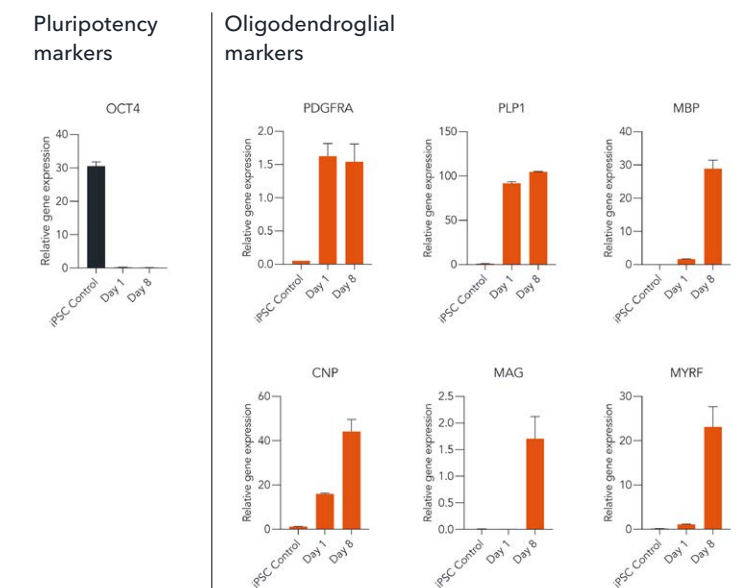 Pluripotency
markers
Oligodendroglial
markers
OCT4
Relative gene expression
40
30
20
10
0
iPSC Control
Day 1
Day 8
PDGFRA
Relative gene expression
2.0
1.5
1.0
0.5
0.0
iPSC Control
Day 1
Day 8
PLP1
Relative gene expression
150
100
50
0
iPSC Control
Day 1
Day 8
MBP
Relative gene expression
40
30
20
10
0
iPSC Control
Day 1
Day 8
CNP
Relative gene expression
60
40
20
0
iPSC Control
Day 1
Day 8
MAG
Relative gene expression
2.5
2.0
1.5
1.0
0.5
0.0
iPSC Control
Day 1
Day 8
MYRF
Relative gene expression
30
20
10
0
iPSC Control
Day 1
Day 8